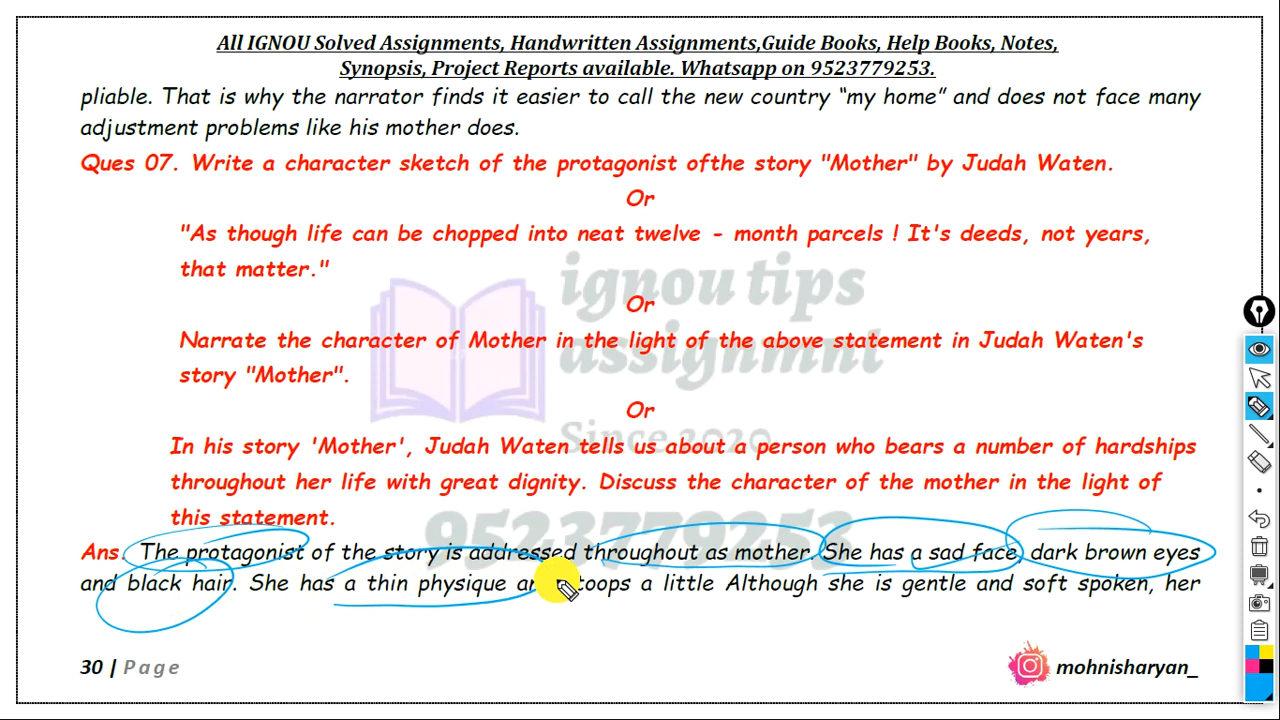 All IGNOU Solved Assignments, Handwritten Assignments,Guide Books, Help Books, Notes,
Synopsis, Project Reports available. Whatsapp on 9523779253.
pliable. That is why the narrator finds it easier to call the new country "my home" and does not face many
adjustment problems like his mother does.
Ques 07. Write a character sketch of the protagonist ofthe story "Mother" by Judah Waten.
Or
"As though life can be chopped into neat twelve - month parcels ! It's deeds, not years,
that matter."
Or
Narrate the character of Mother in the light of the above statement in Judah Waten's
story "Mother".
Or
In his story 'Mother', Judah Waten tells us about a person who bears a number of hardships
throughout her life with great dignity. Discuss the character of the mother in the light of
this statement.
Ans. The protagonist of the story is addressed throughout as mother. She has a sad face, dark brown eyes
and black hair. She has a thin physique toops a little Although she is gentle and soft spoken, her
ignou tips
assignmnt
Since 2020
9523779253
30 | Page
mohnisharyan_